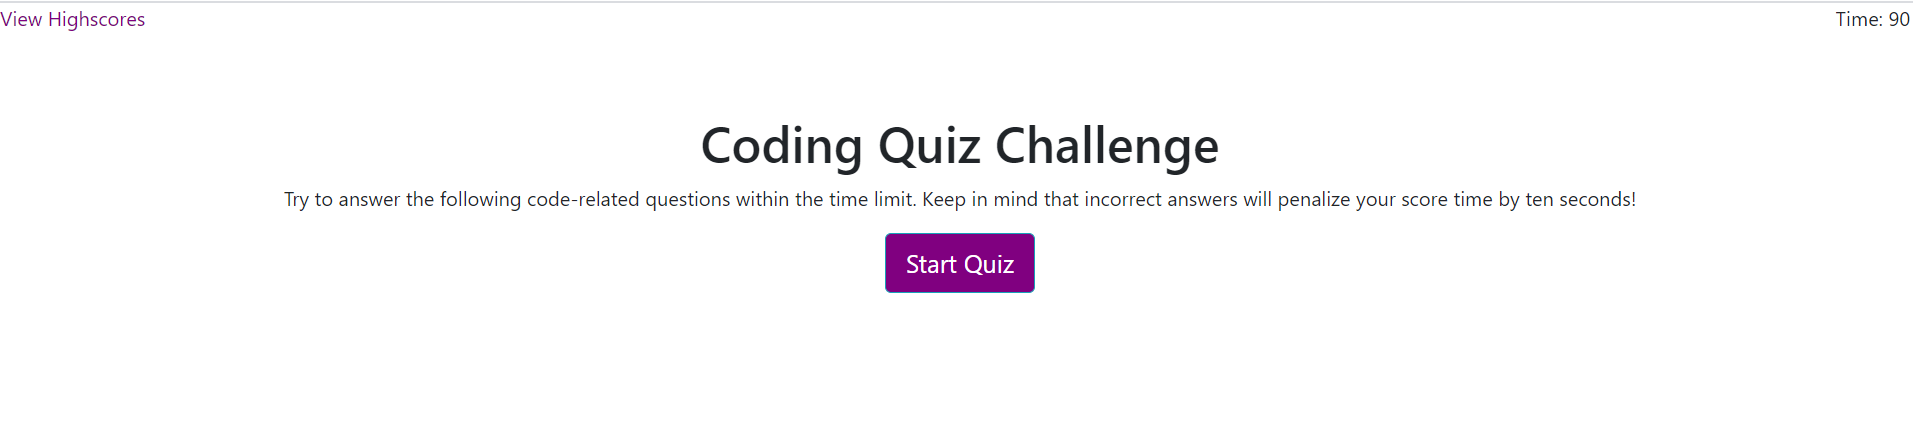 View Highscores
Time: 90
Coding Quiz Challenge
Try to answer the following code-related questions within the time limit. Keep in mind that incorrect answers will penalize your score time by ten seconds!
Start Quiz